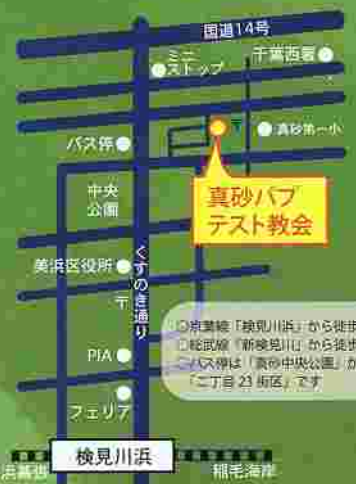 国道14号
ミニ
ストップ
千葉西署
バス停
真砂第一小
中央
公園
真砂バプ
テスト教会
美浜区役所
くすのき通り
〒
〒
○京葉線「検見川浜」から徒歩
○総武線「新検見川」から徒歩
○バス停は「真砂中央公園」か
「二丁目23街区」です
PIA
フェリア
検見川浜
稲毛海岸